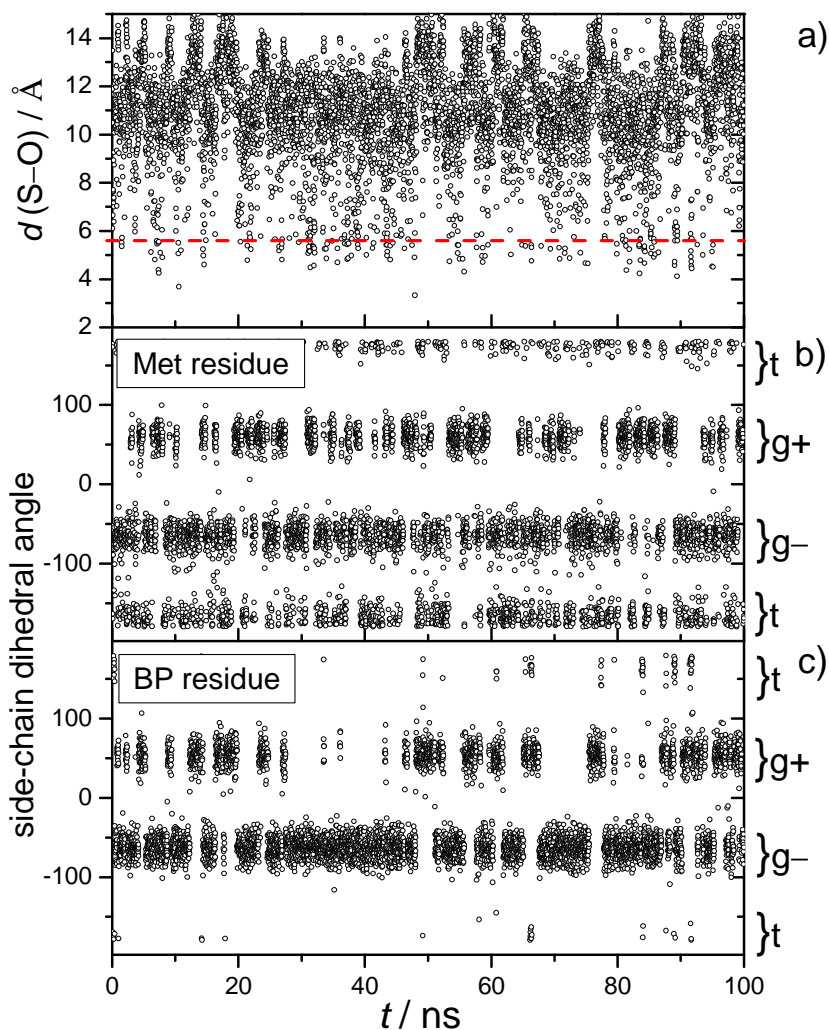 a)
14
12
10
8
6
4
2
d (S–O) / Å
b)
Met residue
100
0
-100
}t
}g+
}g–
}t
side-chain dihedral angle
c)
BP residue
100
0
-100
}t
}g+
}g–
}t
0 20 40 60 80 100
t / ns